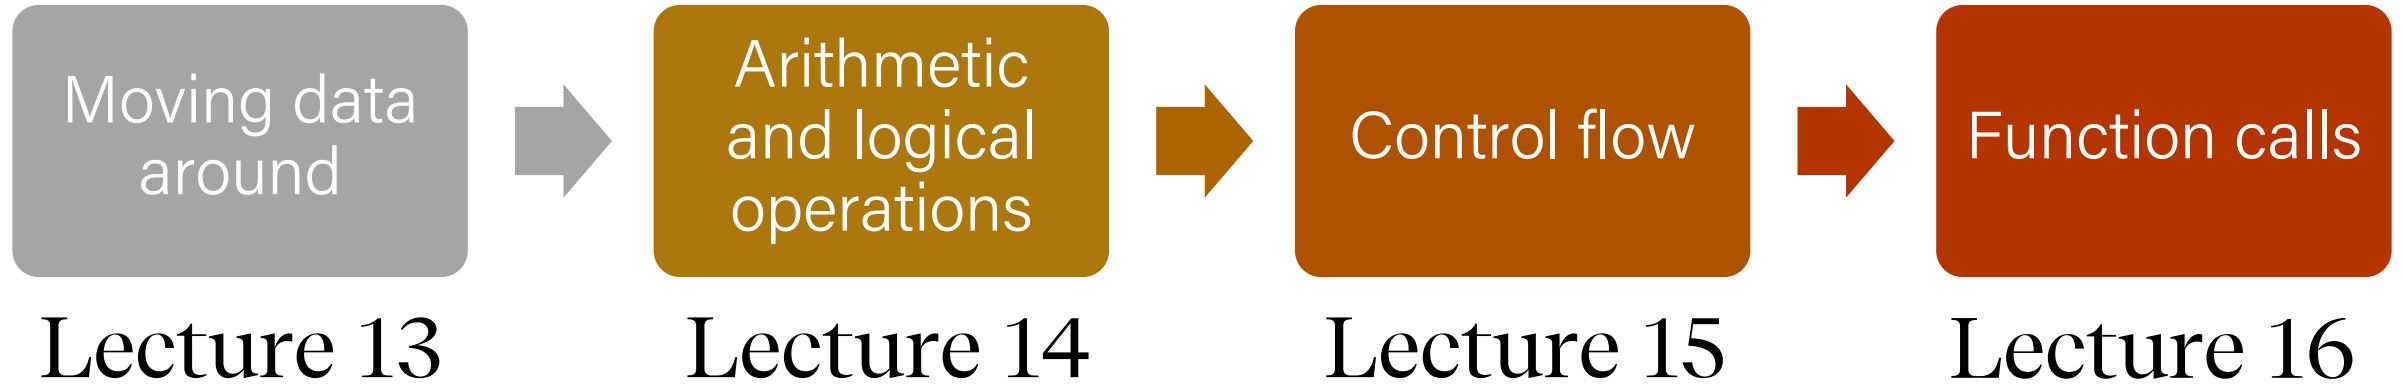 Moving data
around
Arithmetic
and logical
operations
Control flow
Function calls
Lecture 13
Lecture 14
Lecture 15
Lecture 16